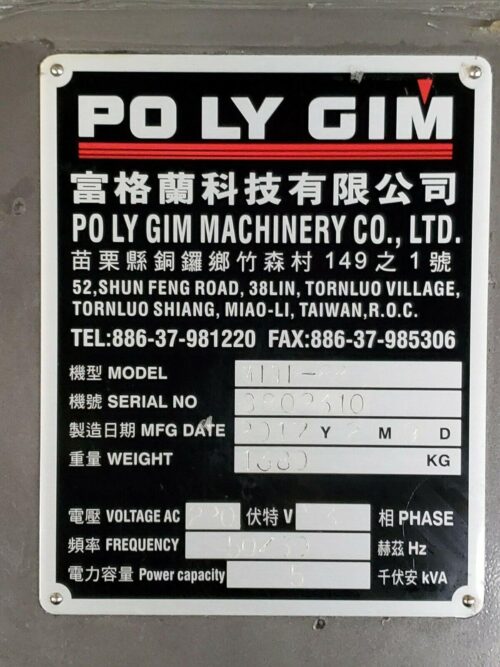 PO LY GIM
富格蘭科技有限公司
PO LY GIM MACHINERY CO., LTD.
苗栗縣銅鑼鄉竹森村149之1號
52,SHUN FENG ROAD, 38LIN, TORNLUO VILLAGE,
TORNLUO SHIANG, MIAO-LI, TAIWAN,R.O.C.
TEL:886-37-981220 FAX:886-37-985306
機型 MODEL
機號 SERIAL NO
製造日期 MFG DATE Y M D
重量 WEIGHT KG
電壓 VOLTAGE AC 220 伏特 V 3 相 PHASE
頻率 FREQUENCY 赫茲 Hz
電力容量 Power capacity 5 千伏安 kVA